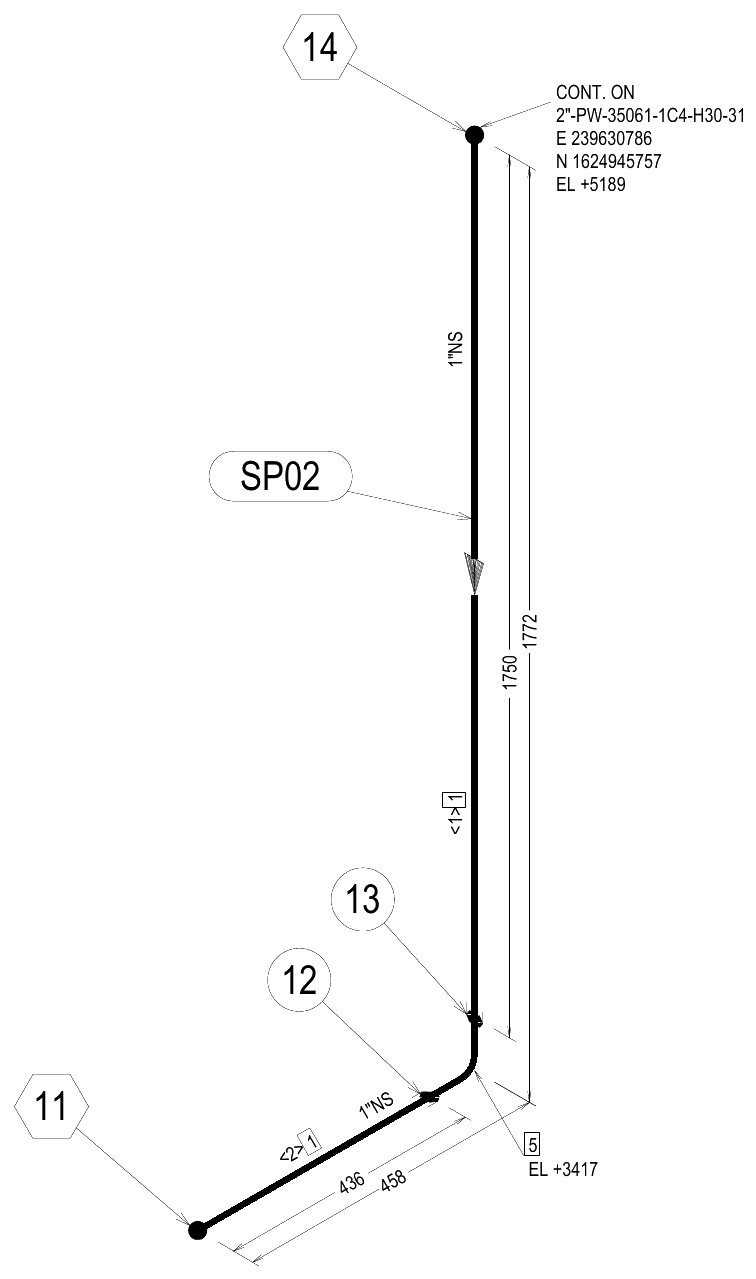 14
CONT. ON
2"-PW-35061-1C4-H30-31
E 239630786
N 1624945757
EL +5189
1"NS
SP02
1772
1750
<1> 1
13
12
11
1"NS
<2> 1
5
EL +3417
436
458